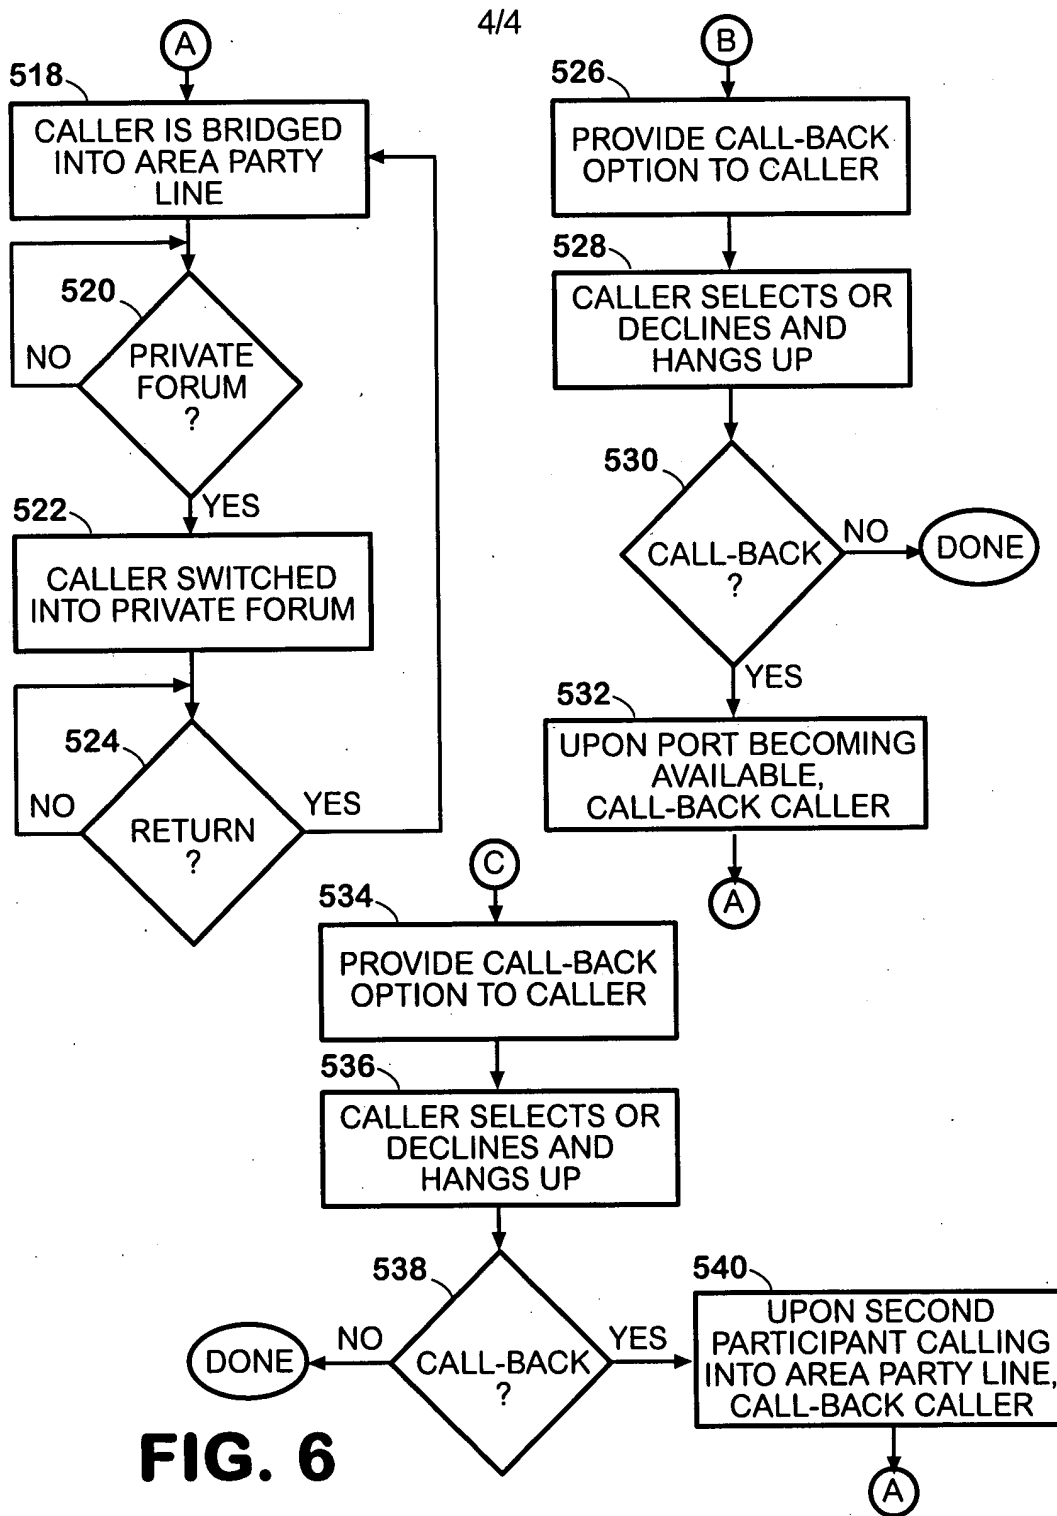 4/4
A
518
CALLER IS BRIDGED
INTO AREA PARTY
LINE
520
NO
PRIVATE
FORUM
?
YES
522
CALLER SWITCHED
INTO PRIVATE FORUM
524
NO
RETURN
?
YES
B
526
PROVIDE CALL-BACK
OPTION TO CALLER
528
CALLER SELECTS OR
DECLINES AND
HANGS UP
530
CALL-BACK
?
NO
DONE
YES
532
UPON PORT BECOMING
AVAILABLE,
CALL-BACK CALLER
A
C
534
PROVIDE CALL-BACK
OPTION TO CALLER
536
CALLER SELECTS OR
DECLINES AND
HANGS UP
538
CALL-BACK
?
NO
DONE
YES
540
UPON SECOND
PARTICIPANT CALLING
INTO AREA PARTY LINE,
CALL-BACK CALLER
A
FIG. 6